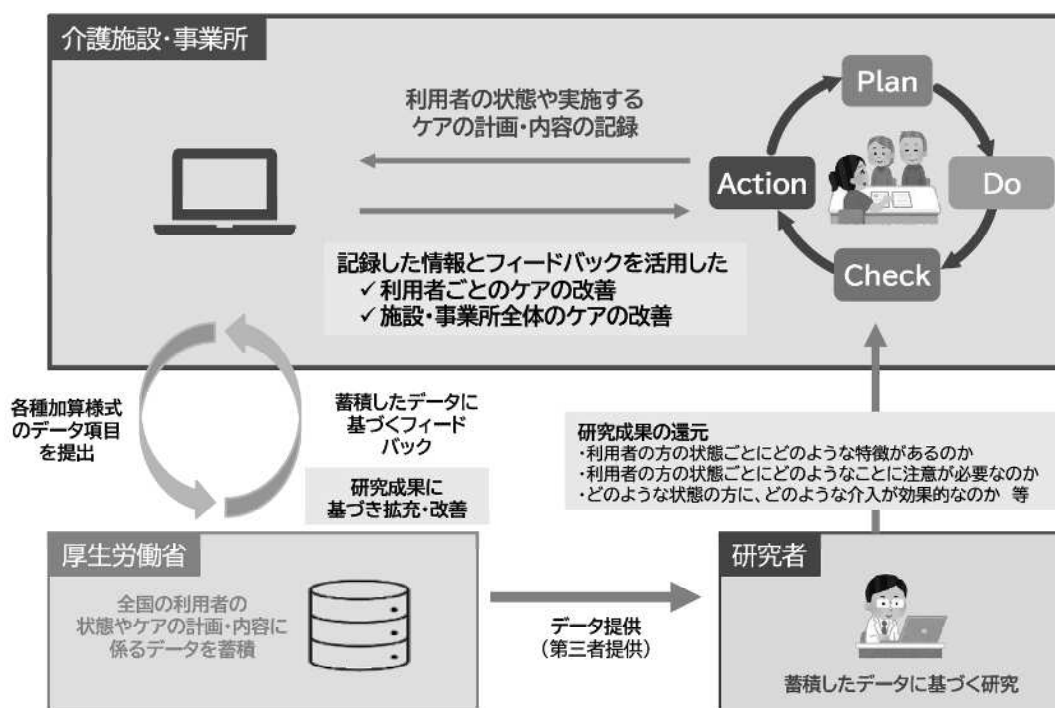 介護施設・事業所
利用者の状態や実施する
ケアの計画・内容の記録
Plan
Do
Check
Action
記録した情報とフィードバックを活用した
✓利用者ごとのケアの改善
✓施設・事業所全体のケアの改善
各種加算様式
のデータ項目
を提出
蓄積したデータに
基づくフィード
バック
研究成果に
基づき拡充・改善
研究成果の還元
・利用者の方の状態ごとにどのような特徴があるのか
・利用者の方の状態ごとにどのようなことに注意が必要なのか
・どのような状態の方に、どのような介入が効果的なのか 等
厚生労働省
全国の利用者の
状態やケアの計画・内容に
係るデータを蓄積
データ提供
(第三者提供)
研究者
蓄積したデータに基づく研究